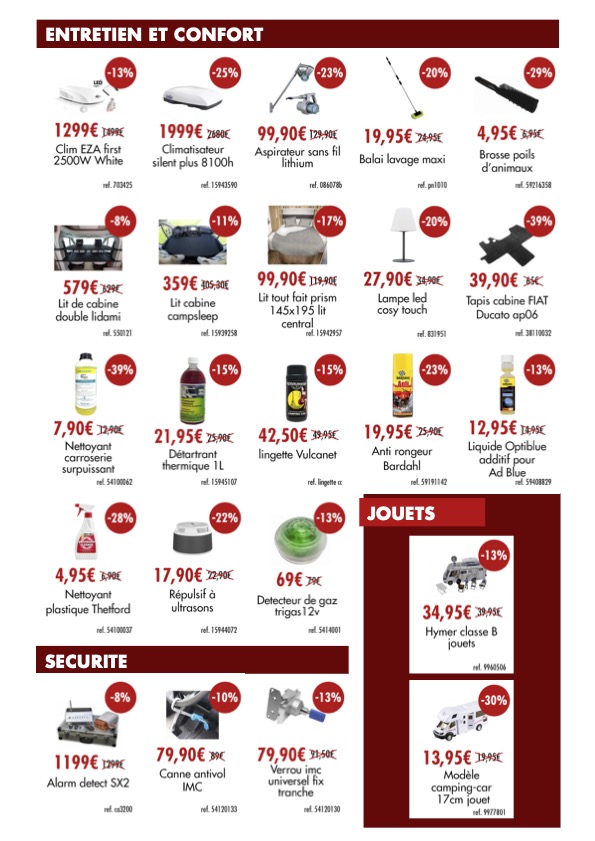 ENTRETIEN ET CONFORT
-13%
1299€ 1499€
Clim EZA first
2500W White
ref. 703425
-25%
1999€ 2680€
Climatisateur
silent plus 8100h
ref. 15943590
-23%
99,90€ 129,90€
Aspirateur sans fil
lithium
ref. 086078h
-20%
19,95€ 24,95€
Balai lavage maxi
ref. pn1010
-29%
4,95€ 6,95€
Brosse poils
d'animaux
ref. 59216358
-8%
579€ 629€
Lit de cabine
double lidami
ref. 550121
-11%
359€ 405,30€
Lit cabine
campsleep
ref. 15939258
-17%
99,90€ 119,90€
Lit tout fait prism
145x195 lit
central
ref. 15942957
-20%
27,90€ 34,90€
Lampe led
cosy touch
ref. 831951
-39%
39,90€ 65€
Tapis cabine FIAT
Ducato ap06
ref. 38110032
-39%
7,90€ 12,90€
Nettoyant
carroserie
surpuissant
ref. 54100062
-15%
21,95€ 25,90€
Détartrant
thermique 1L
ref. 15945107
-15%
42,50€ 49,95€
lingette Vulcanet
ref. lingette cc
-23%
19,95€ 25,90€
Anti rongeur
Bardahl
ref. 59191142
-15%
12,95€ 14,95€
Liquide Optiblue
additif pour
Ad Blue
ref. 59408829
-28%
4,95€ 6,90€
Nettoyant
plastique Thetford
ref. 54100037
-22%
17,90€ 22,90€
Répulsif à
ultrasons
ref. 15944072
-13%
69€ 79€
Detecteur de gaz
trigas12v
ref. 5414001
JOUETS
-13%
34,95€ 39,95€
Hymer classe B
jouets
ref. 9960506
-30%
13,95€ 19,95€
Modèle
camping-car
17cm jouet
ref. 9977801
SECURITE
-8%
1199€ 1299€
Alarm detect SX2
ref. ca3200
-10%
79,90€ 89€
Canne antivol
IMC
ref. 54120133
-13%
79,90€ 91,50€
Verrou imc
universel fix
tranche
ref. 54120130